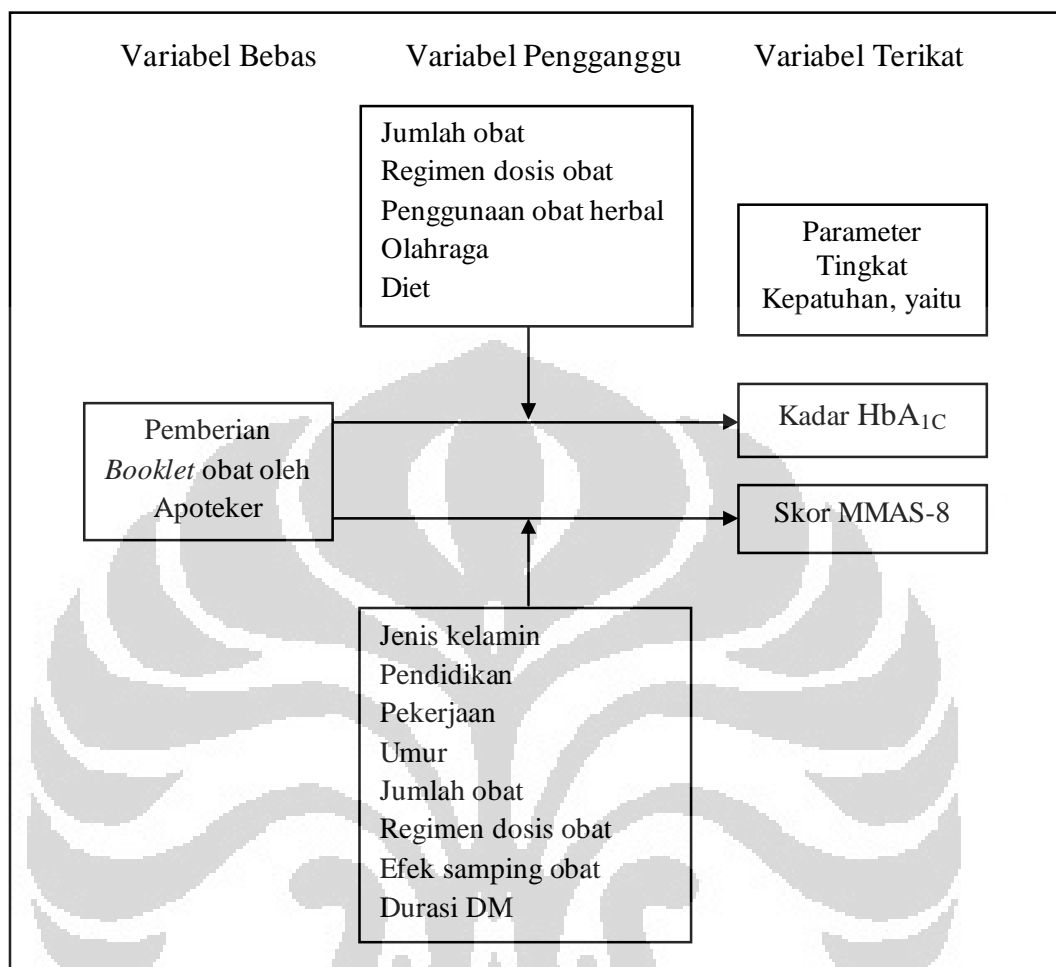 Variabel Bebas
Variabel Pengganggu
Variabel Terikat
Jumlah obat
Regimen dosis obat
Penggunaan obat herbal
Olahraga
Diet
Parameter
Tingkat
Kepatuhan, yaitu
Pemberian
Booklet obat oleh
Apoteker
Kadar HbA1C
Skor MMAS-8
Jenis kelamin
Pendidikan
Pekerjaan
Umur
Jumlah obat
Regimen dosis obat
Efek samping obat
Durasi DM